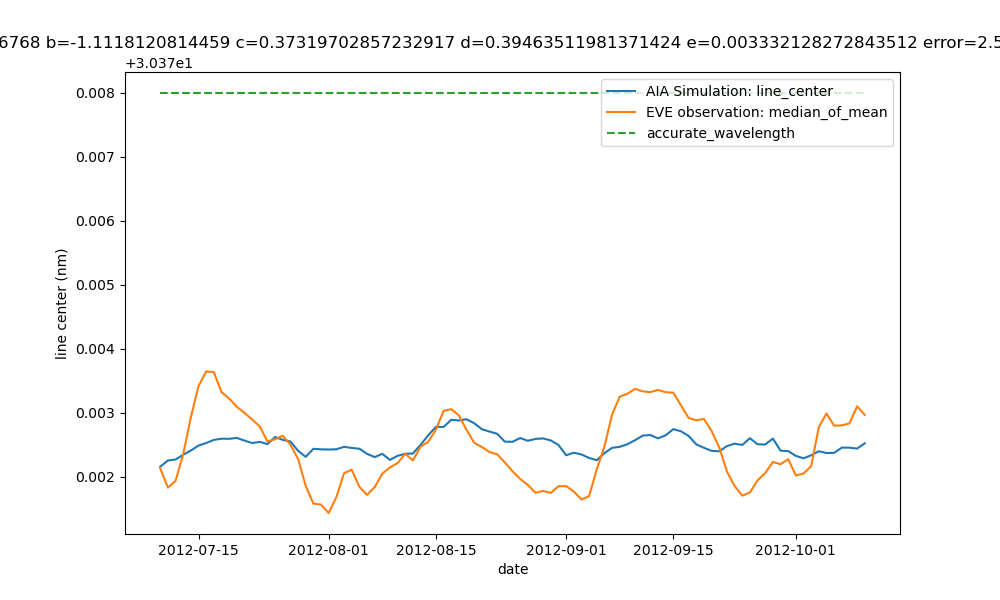 6768 b=-1.1118120814459 c=0.37319702857232917 d=0.39463511981371424 e=0.003332128272843512 error=2.5
+3.037e1
AIA Simulation: line_center
EVE observation: median_of_mean
accurate_wavelength
0.008
0.007
0.006
0.005
0.004
0.003
0.002
line center (nm)
2012-07-15 2012-08-01 2012-08-15 2012-09-01 2012-09-15 2012-10-01
date